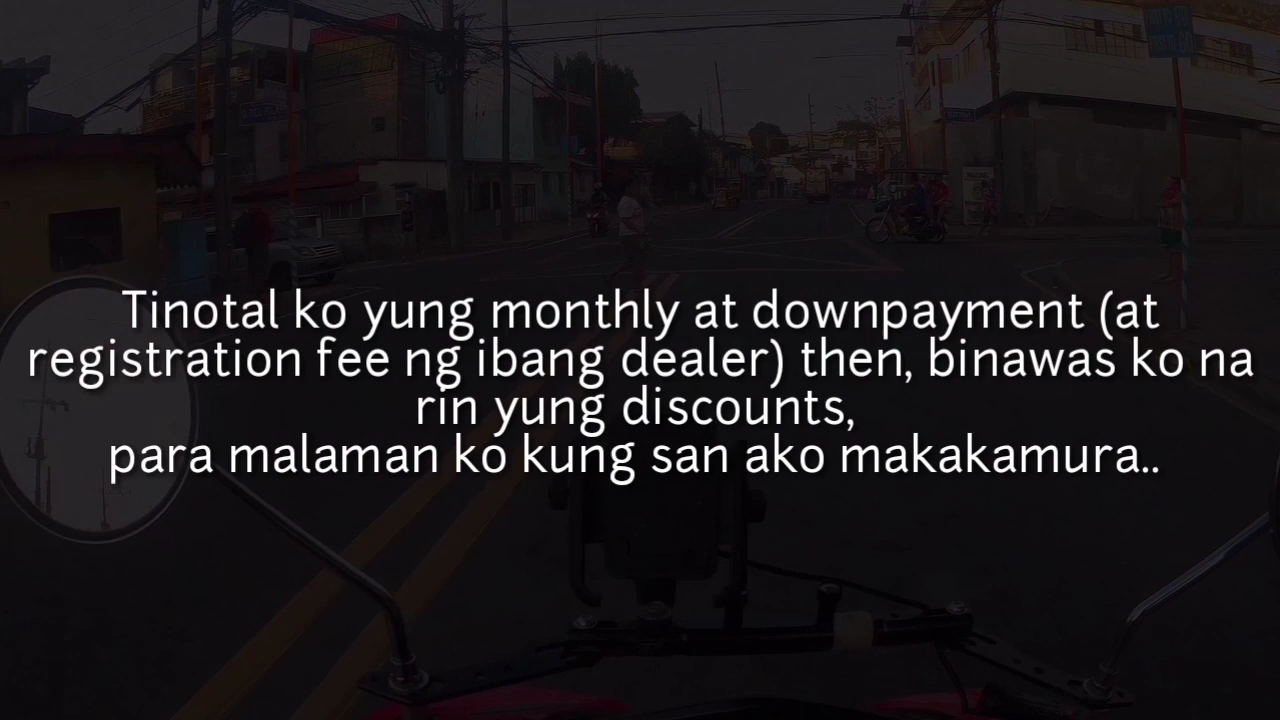 Tinotal ko yung monthly at downpayment (at
registration fee ng ibang dealer) then, binawas ko na
rin yung discounts,
para malaman ko kung san ako makakamura..